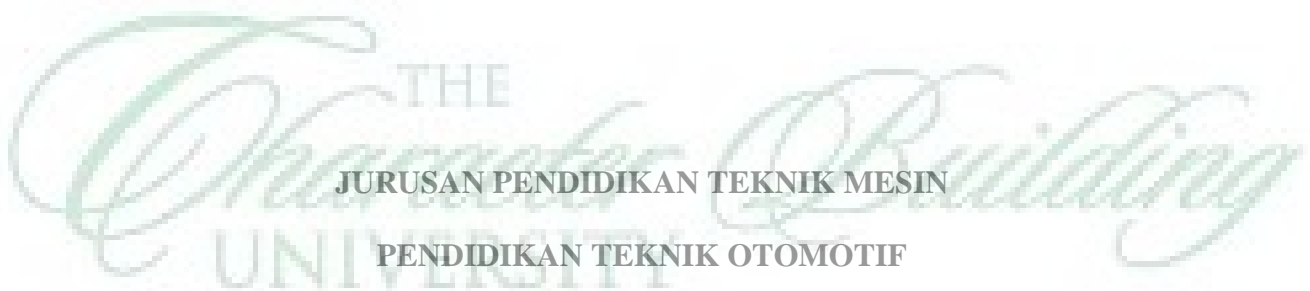 THE
Character Building
JURUSAN PENDIDIKAN TEKNIK MESIN
UNIVERSITY
PENDIDIKAN TEKNIK OTOMOTIF